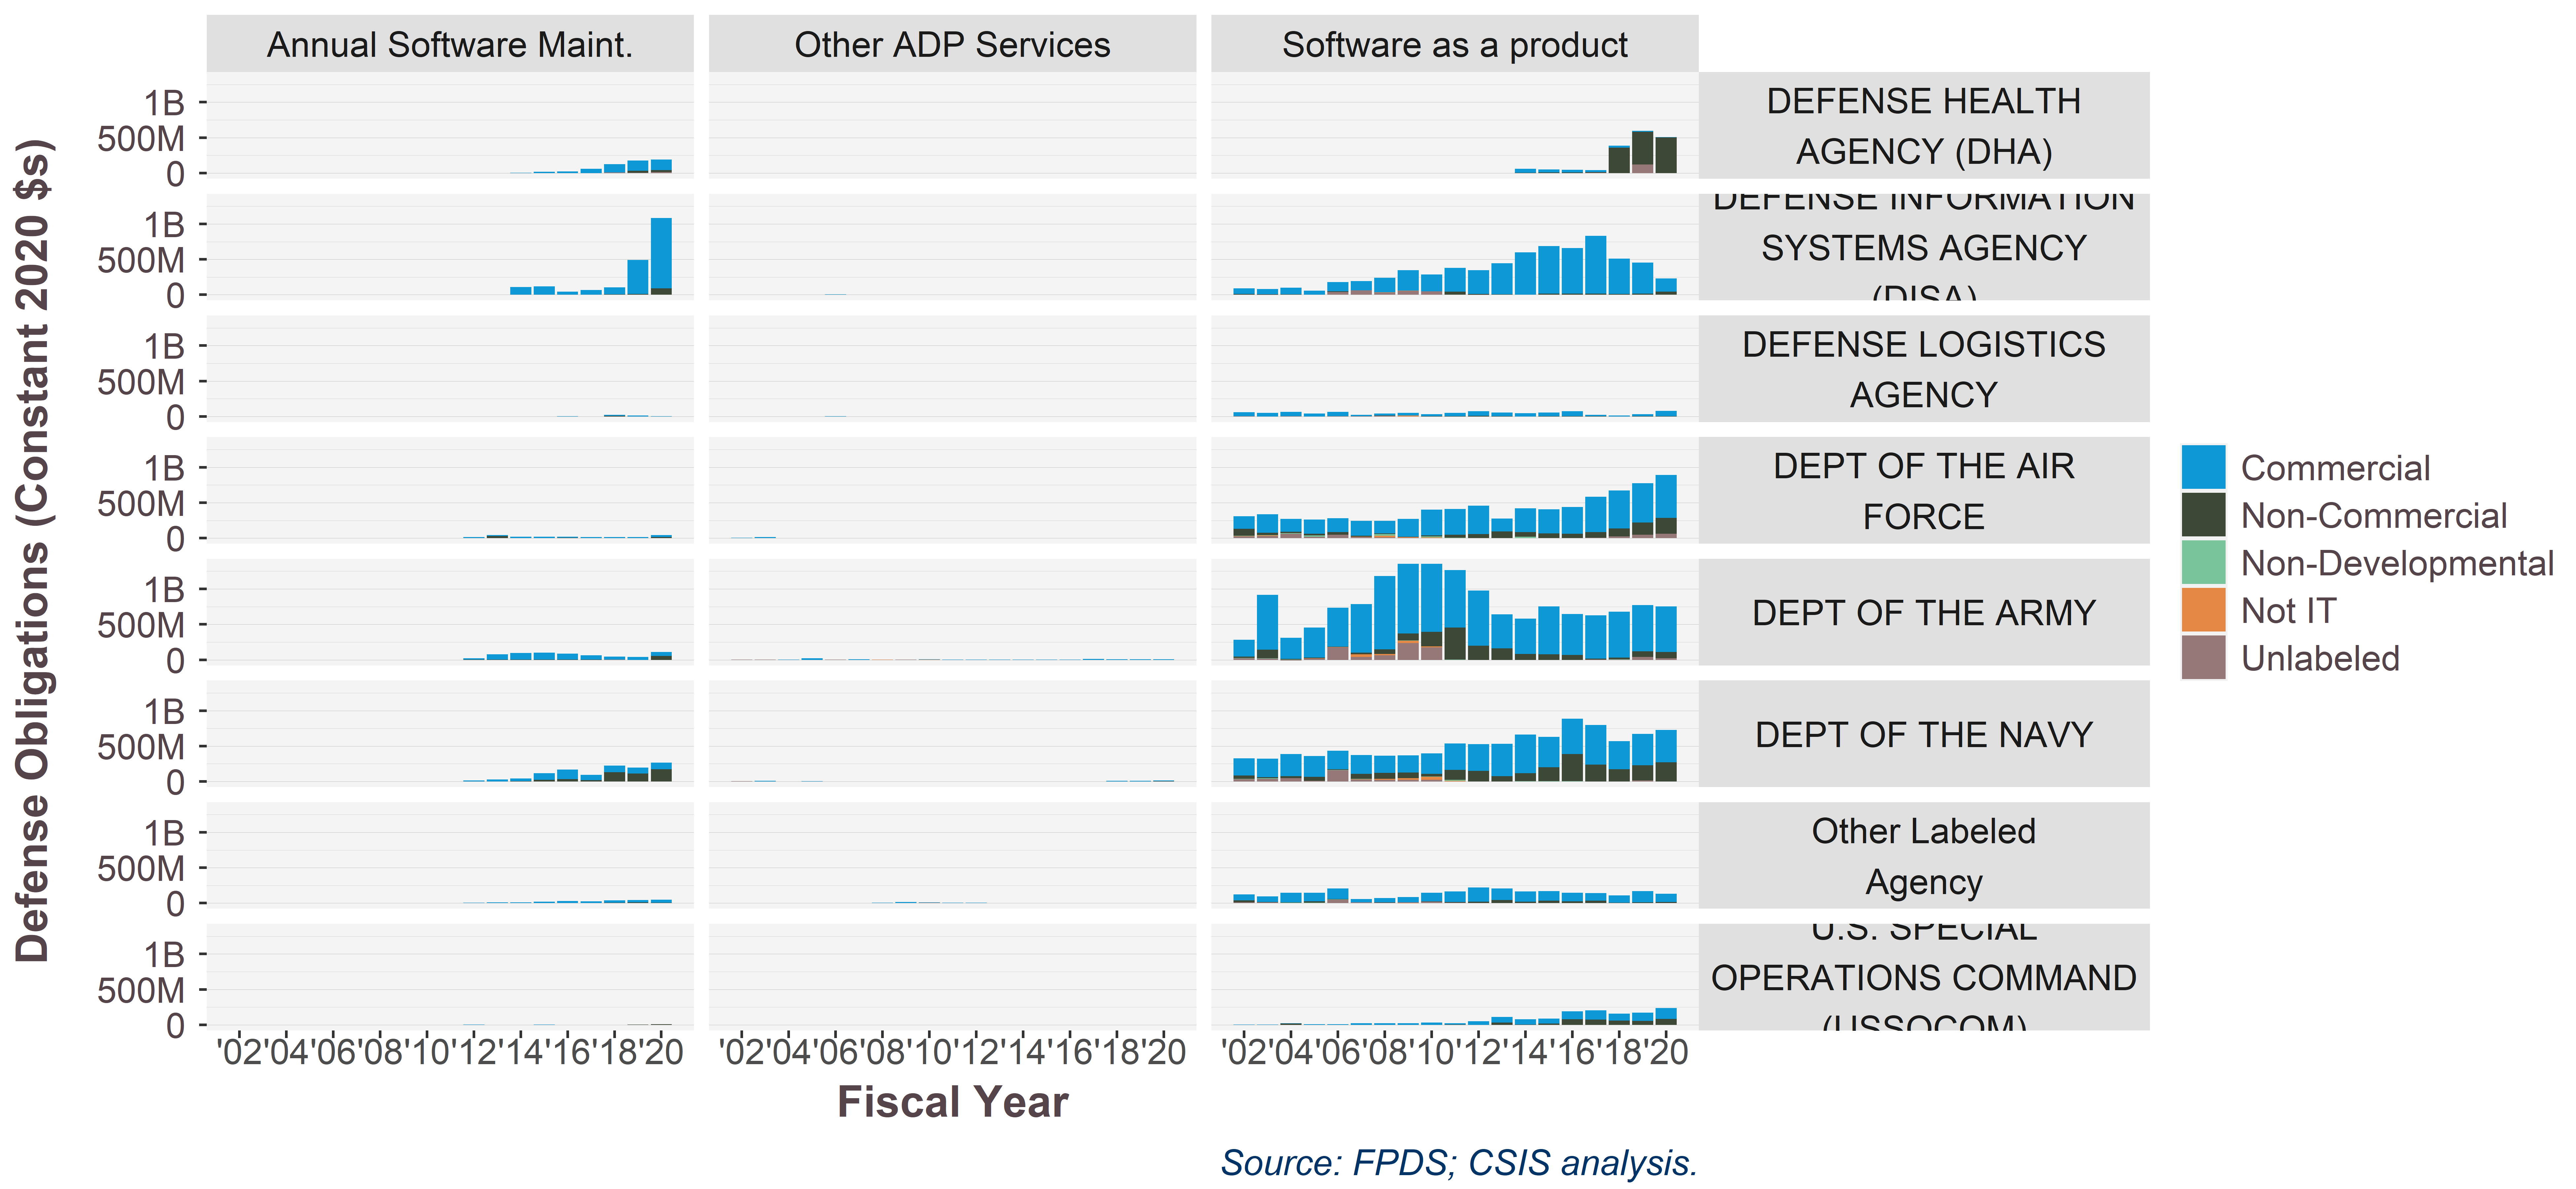 Annual Software Maint.
Other ADP Services
Software as a product
Defense Obligations (Constant 2020 $s)
1B
500M
0
DEFENSE HEALTH
AGENCY (DHA)
1B
500M
0
DEFENSE INFORMATION
SYSTEMS AGENCY
(DISA)
1B
500M
0
DEFENSE LOGISTICS
AGENCY
1B
500M
0
DEPT OF THE AIR
FORCE
1B
500M
0
DEPT OF THE ARMY
1B
500M
0
DEPT OF THE NAVY
1B
500M
0
Other Labeled
Agency
1B
500M
0
U.S. SPECIAL
OPERATIONS COMMAND
(USSOCOM)
'02 '04 '06 '08 '10 '12 '14 '16 '18 '20
'02 '04 '06 '08 '10 '12 '14 '16 '18 '20
'02 '04 '06 '08 '10 '12 '14 '16 '18 '20
Fiscal Year
Commercial
Non-Commercial
Non-Developmental
Not IT
Unlabeled
Source: FPDS; CSIS analysis.